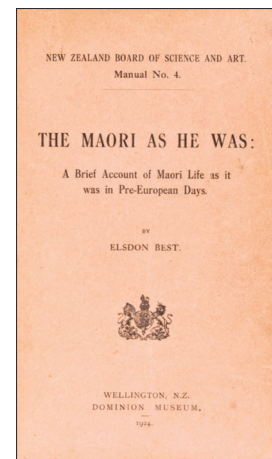 NEW ZEALAND BOARD OF SCIENCE AND ART.
Manual No. 4.
THE MAORI AS HE WAS:
A Brief Account of Maori Life as it
was in Pre-European Days.
BY
ELSDON BEST.
WELLINGTON, N.Z.
DOMINION MUSEUM,
1924.